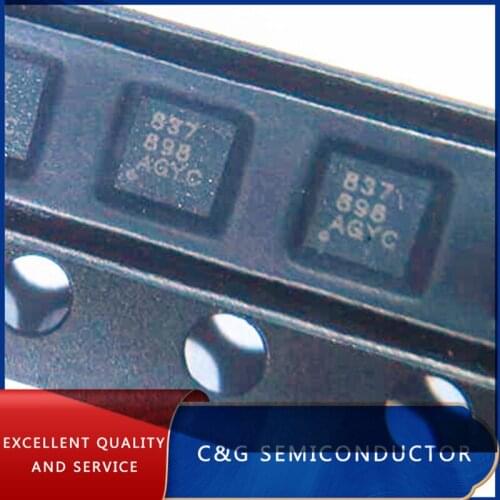 837
898
AGYC
837
898
AGYC
C
EXCELLENT QUALITY
AND SERVICE
C&G SEMICONDUCTOR